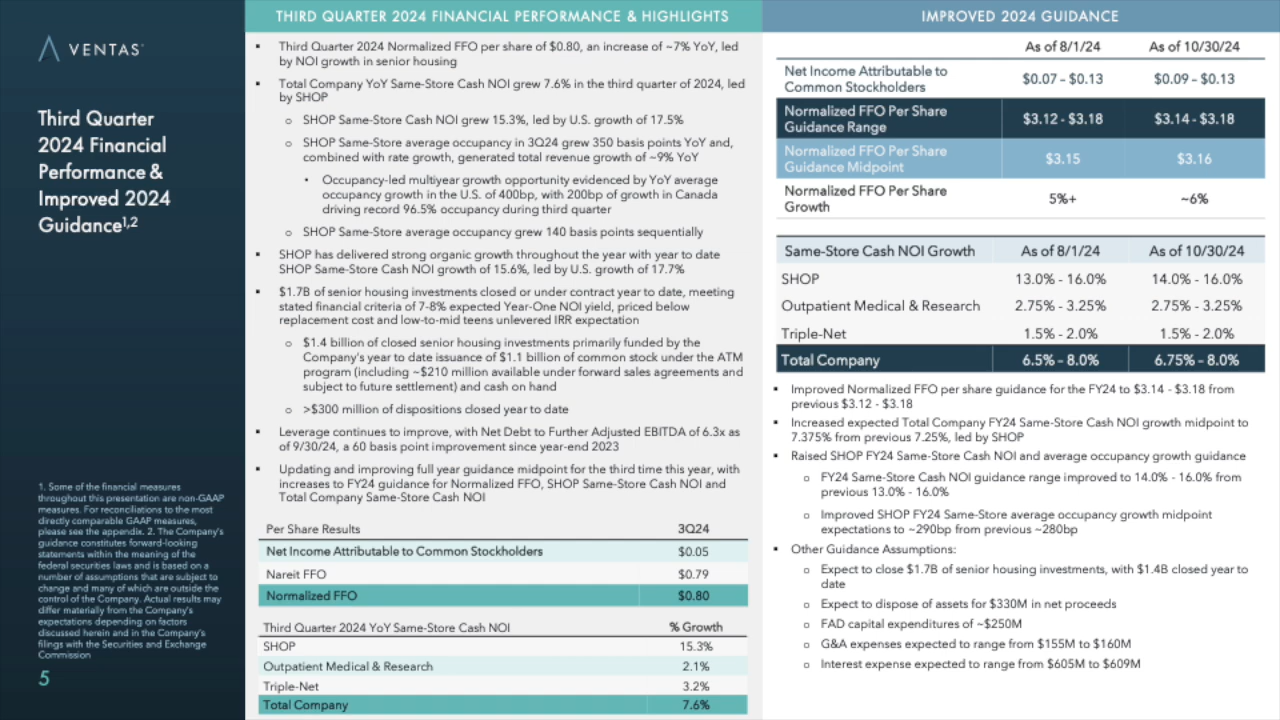 VENTAS
Third Quarter
2024 Financial
Performance &
Improved 2024
Guidance1,2
1. Some of the financial measures
throughout this presentation are non-GAAP
measures. For reconciliations to the most
directly comparable GAAP measures,
please see the appendix. 2. The Company's
guidance constitutes forward-looking
statements within the meaning of the
federal securities laws and is based on a
number of assumptions that are subject to
change and many of which are outside the
control of the Company. Actual results may
differ materially from the Company's
expectations depending on factors
discussed herein and in the Company's
filings with the Securities and Exchange
Commission
5
THIRD QUARTER 2024 FINANCIAL PERFORMANCE & HIGHLIGHTS
▪ Third Quarter 2024 Normalized FFO per share of $0.80, an increase of ~7% YoY, led
by NOI growth in senior housing
▪ Total Company YoY Same-Store Cash NOI grew 7.6% in the third quarter of 2024, led
by SHOP
o SHOP Same-Store Cash NOI grew 15.3%, led by U.S. growth of 17.5%
o SHOP Same-Store average occupancy in 3Q24 grew 350 basis points YoY and,
combined with rate growth, generated total revenue growth of ~9% YoY
• Occupancy-led multiyear growth opportunity evidenced by YoY average
occupancy growth in the U.S. of 400bp, with 200bp of growth in Canada
driving record 96.5% occupancy during third quarter
o SHOP Same-Store average occupancy grew 140 basis points sequentially
▪ SHOP has delivered strong organic growth throughout the year with year to date
SHOP Same-Store Cash NOI growth of 15.6%, led by U.S. growth of 17.7%
▪ $1.7B of senior housing investments closed or under contract year to date, meeting
stated financial criteria of 7-8% expected Year-One NOI yield, priced below
replacement cost and low-to-mid teens unlevered IRR expectation
o $1.4 billion of closed senior housing investments primarily funded by the
Company's year to date issuance of $1.1 billion of common stock under the ATM
program (including ~$210 million available under forward sales agreements and
subject to future settlement) and cash on hand
o >$300 million of dispositions closed year to date
▪ Leverage continues to improve, with Net Debt to Further Adjusted EBITDA of 6.3x as
of 9/30/24, a 60 basis point improvement since year-end 2023
▪ Updating and improving full year guidance midpoint for the third time this year, with
increases to FY24 guidance for Normalized FFO, SHOP Same-Store Cash NOI and
Total Company Same-Store Cash NOI
Per Share Results 3Q24
Net Income Attributable to Common Stockholders $0.05
Nareit FFO $0.79
Normalized FFO $0.80
Third Quarter 2024 YoY Same-Store Cash NOI % Growth
SHOP 15.3%
Outpatient Medical & Research 2.1%
Triple-Net 3.2%
Total Company 7.6%
IMPROVED 2024 GUIDANCE
As of 8/1/24 As of 10/30/24
Net Income Attributable to
Common Stockholders $0.07 – $0.13 $0.09 – $0.13
Normalized FFO Per Share
Guidance Range $3.12 - $3.18 $3.14 - $3.18
Normalized FFO Per Share
Guidance Midpoint $3.15 $3.16
Normalized FFO Per Share
Growth 5%+ ~6%
Same-Store Cash NOI Growth As of 8/1/24 As of 10/30/24
SHOP 13.0% - 16.0% 14.0% - 16.0%
Outpatient Medical & Research 2.75% - 3.25% 2.75% - 3.25%
Triple-Net 1.5% - 2.0% 1.5% - 2.0%
Total Company 6.5% – 8.0% 6.75% – 8.0%
▪ Improved Normalized FFO per share guidance for the FY24 to $3.14 - $3.18 from
previous $3.12 - $3.18
▪ Increased expected Total Company FY24 Same-Store Cash NOI growth midpoint to
7.375% from previous 7.25%, led by SHOP
▪ Raised SHOP FY24 Same-Store Cash NOI and average occupancy growth guidance
o FY24 Same-Store Cash NOI guidance range improved to 14.0% - 16.0% from
previous 13.0% - 16.0%
o Improved SHOP FY24 Same-Store average occupancy growth midpoint
expectations to ~290bp from previous ~280bp
▪ Other Guidance Assumptions:
o Expect to close $1.7B of senior housing investments, with $1.4B closed year to
date
o Expect to dispose of assets for $330M in net proceeds
o FAD capital expenditures of ~$250M
o G&A expenses expected to range from $155M to $160M
o Interest expense expected to range from $605M to $609M